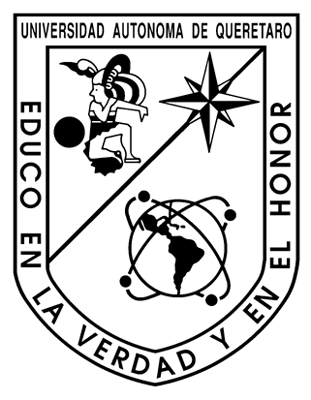 UNIVERSIDAD AUTONOMA DE QUERETARO
EDUCO EN LA VERDAD Y EN EL HONOR